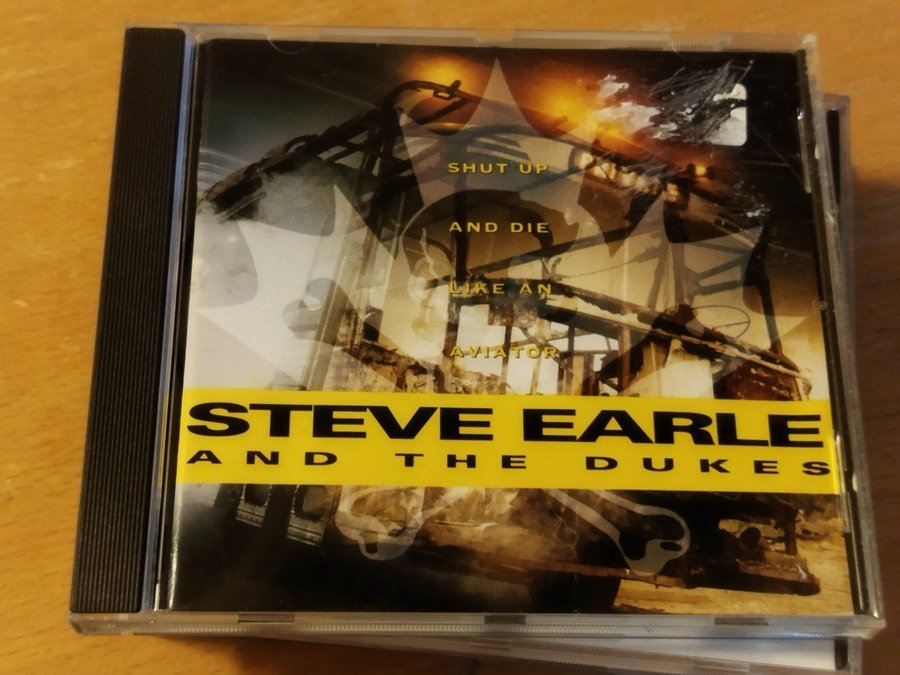 SHUT UP
AND DIE
LIKE AN
AVIATOR
STEVE EARLE
AND THE DUKES